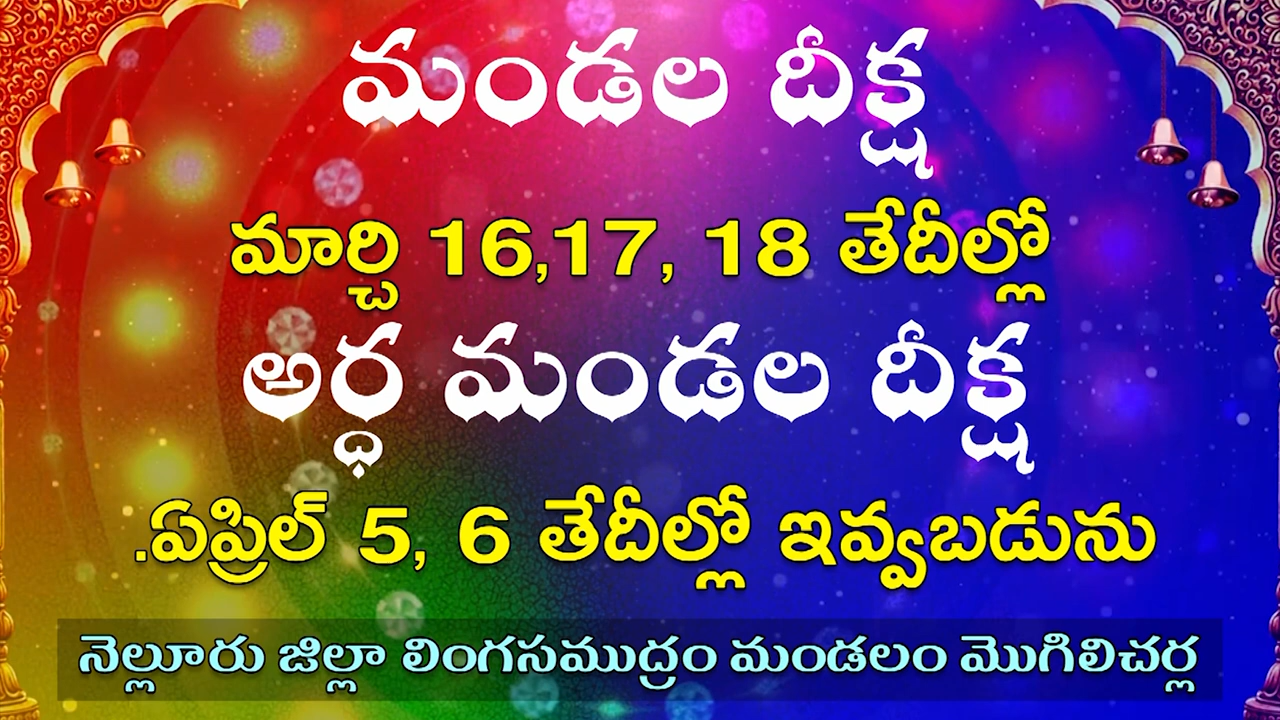 మండల దీక్ష
మార్చి 16,17, 18 తేదీల్లో
అర్ధ మండల దీక్ష
.ఏప్రిల్ 5, 6 తేదీల్లో ఇవ్వబడును
నెల్లూరు జిల్లా లింగసముద్రం మండలం మొగిలిచర్ల